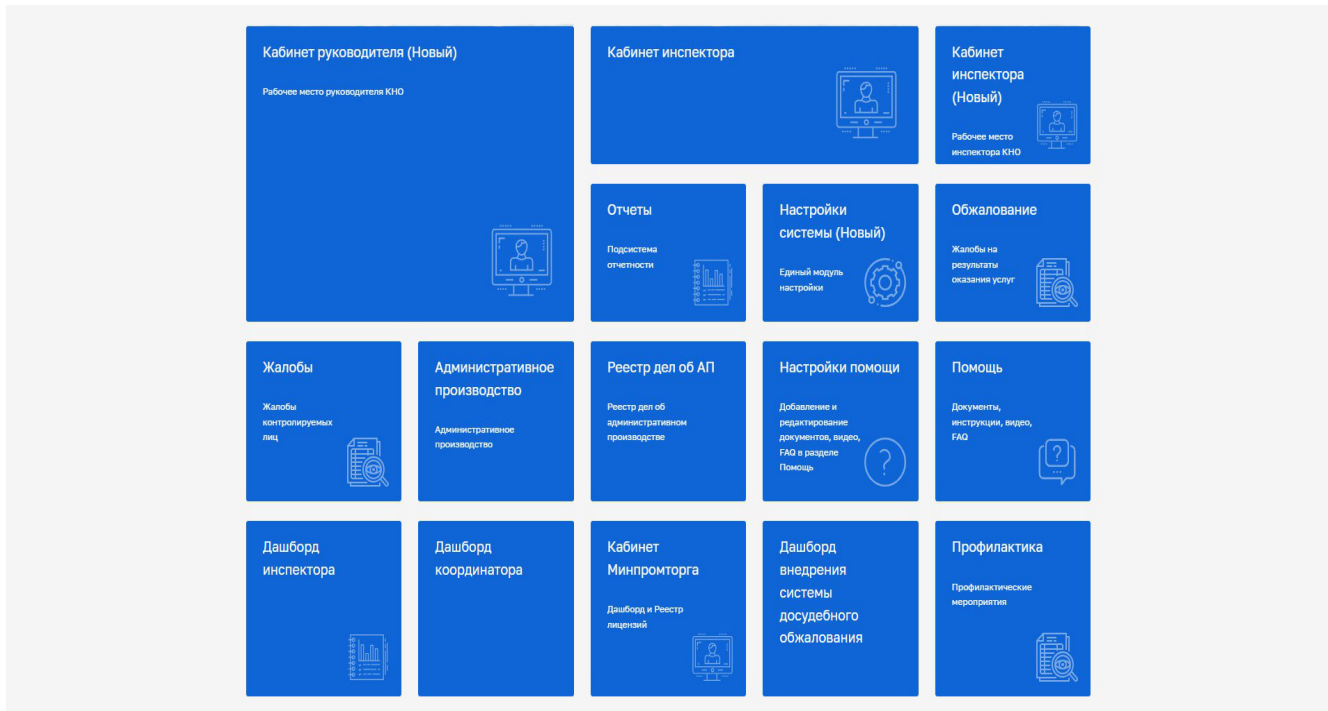 Кабинет руководителя (Новый)
Рабочее место руководителя КНО
Кабинет инспектора
Кабинет
инспектора
(Новый)
Рабочее место
инспектора КНО
Отчеты
Подсистема
отчетности
Настройки
системы (Новый)
Единый модуль
настройки
Обжалование
Жалобы на
результаты
оказания услуг
Жалобы
Жалобы
контролируемых
лиц
Административное
производство
Административное
производство
Реестр дел об АП
Реестр дел об
административном
производстве
Настройки помощи
Добавление и
редактирование
документов, видео,
FAQ в разделе
Помощь
Помощь
Документы,
инструкции, видео,
FAQ
Дашборд
инспектора
Дашборд
координатора
Кабинет
Минпромторга
Дашборд и Реестр
лицензий
Дашборд
внедрения
системы
досудебного
обжалования
Профилактика
Профилактические
мероприятия